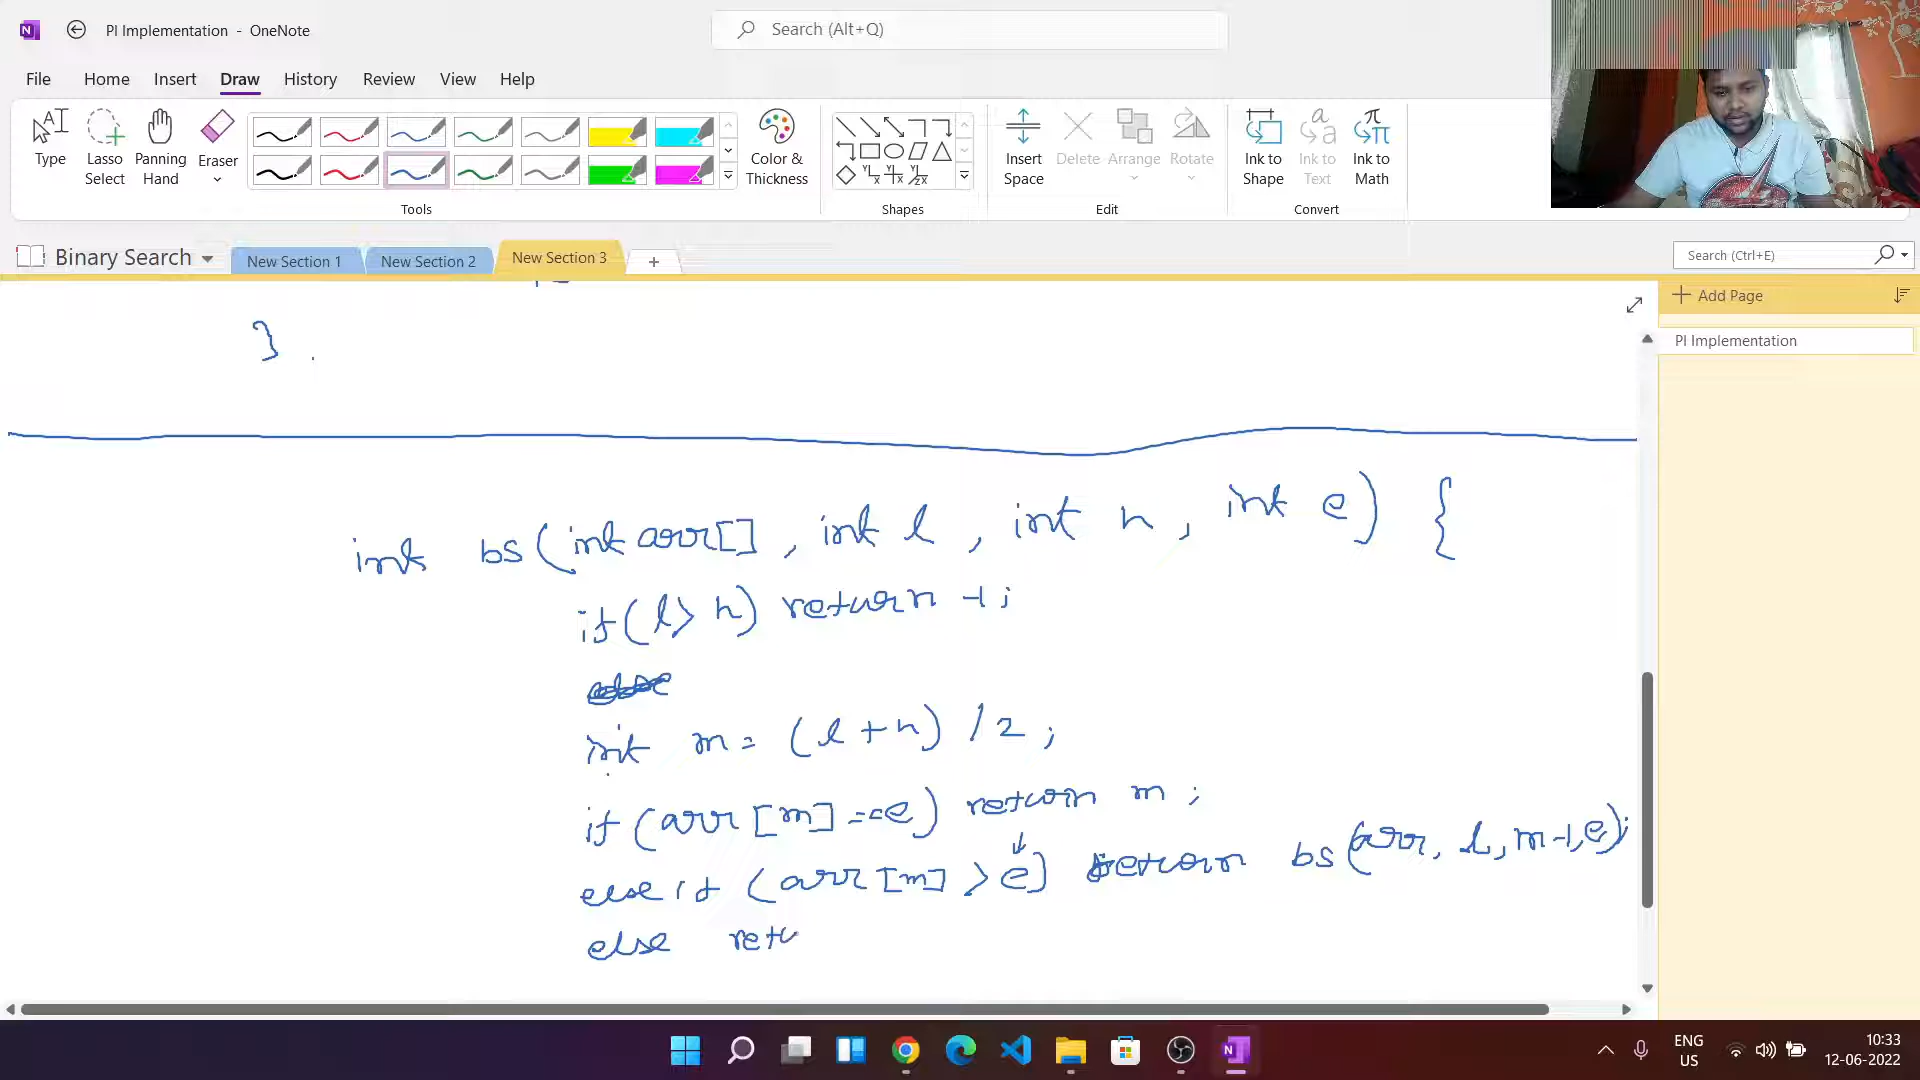 PI Implementation - OneNote
Search (Alt+Q)
File Home Insert Draw History Review View Help
Type
Lasso Select
Panning Hand
Eraser
Color & Thickness
Insert Space
Delete
Arrange
Rotate
Ink to Shape
Ink to Text
Ink to Math
Tools
Shapes
Edit
Convert
Binary Search
New Section 1
New Section 2
New Section 3
Search (Ctrl+E)
Add Page
PI Implementation
}
int bs(int arr[], int l, int h, int e) {
if(l>h) return -1;
else
int m= (l+h) /2;
if(arr[m]==e) return m;
else if (arr[m] >e) return bs(arr, l, m-1,e);
else retu
ENG
US
10:33
12-06-2022